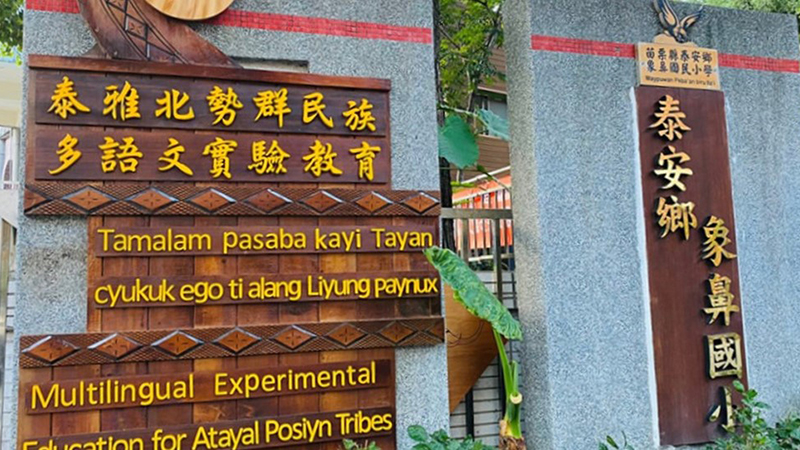 泰雅北勢群民族
多語文實驗教育
Tamalam pasaba kayi Tayan
cyukuk ego ti alang Liyung paynux
Multilingual Experimental
Education for Atayal Posiyn Tribes
苗栗縣泰安鄉
象鼻國民小學
泰安鄉
象鼻國小